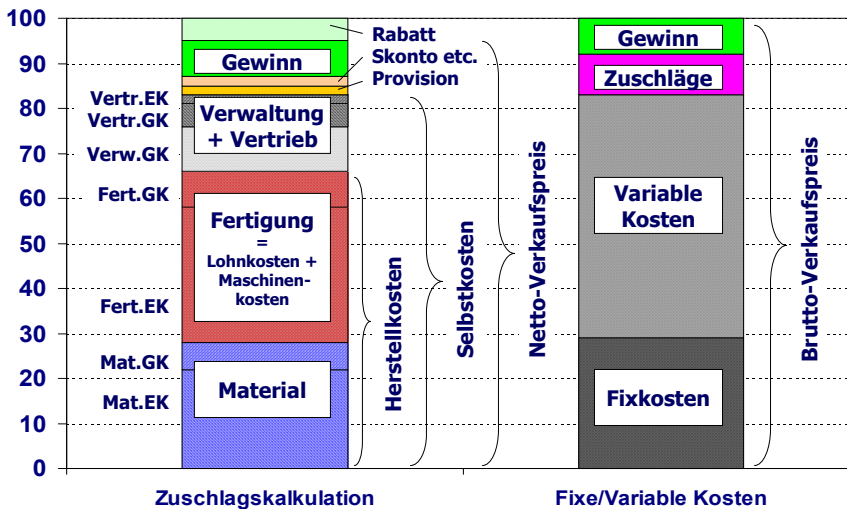 100
90
80
70
60
50
40
30
20
10
0
Vertr.EK
Vertr.GK
Verw.GK
Fert.GK
Fert.EK
Mat.GK
Mat.EK
Gewinn
Verwaltung
+ Vertrieb
Fertigung
=
Lohnkosten +
Maschinen-
kosten
Material
Rabatt
Skonto etc.
Provision
Herstellkosten
Selbstkosten
Netto-Verkaufspreis
Gewinn
Zuschläge
Variable
Kosten
Fixkosten
Brutto-Verkaufspreis
Zuschlagskalkulation
Fixe/Variable Kosten